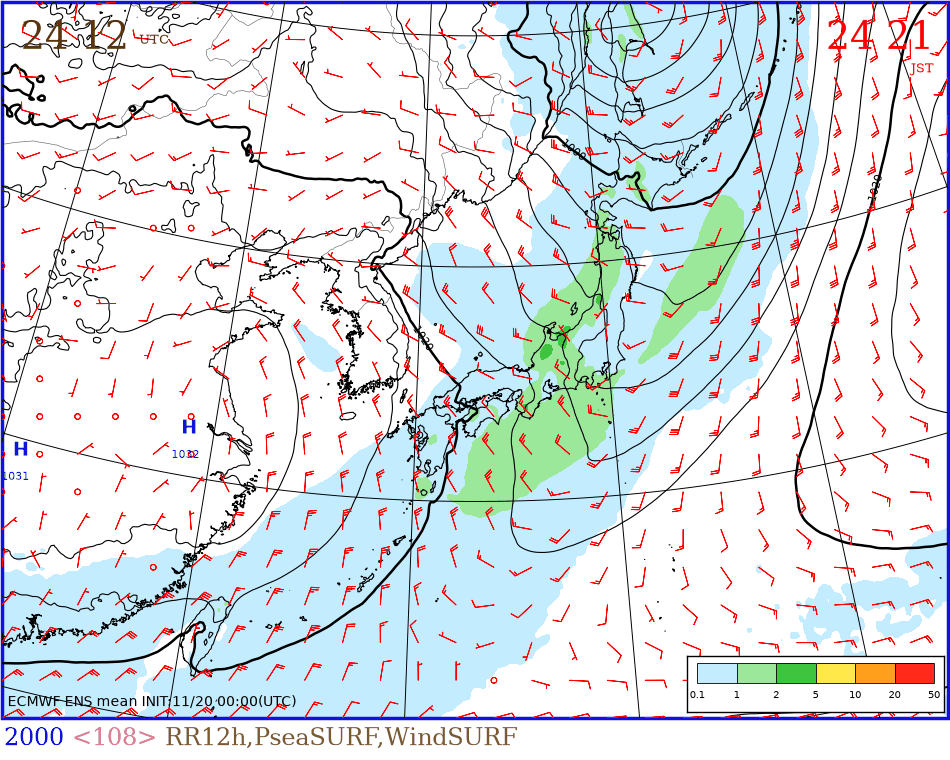 24 12 UTC
24 21
JST
1000
1020
1020
H
1032
H
1031
0.1 1 2 5 10 20 50
ECMWF ENS mean INIT:11/20 00:00(UTC)
2000 <108> RR12h,PseaSURF,WindSURF